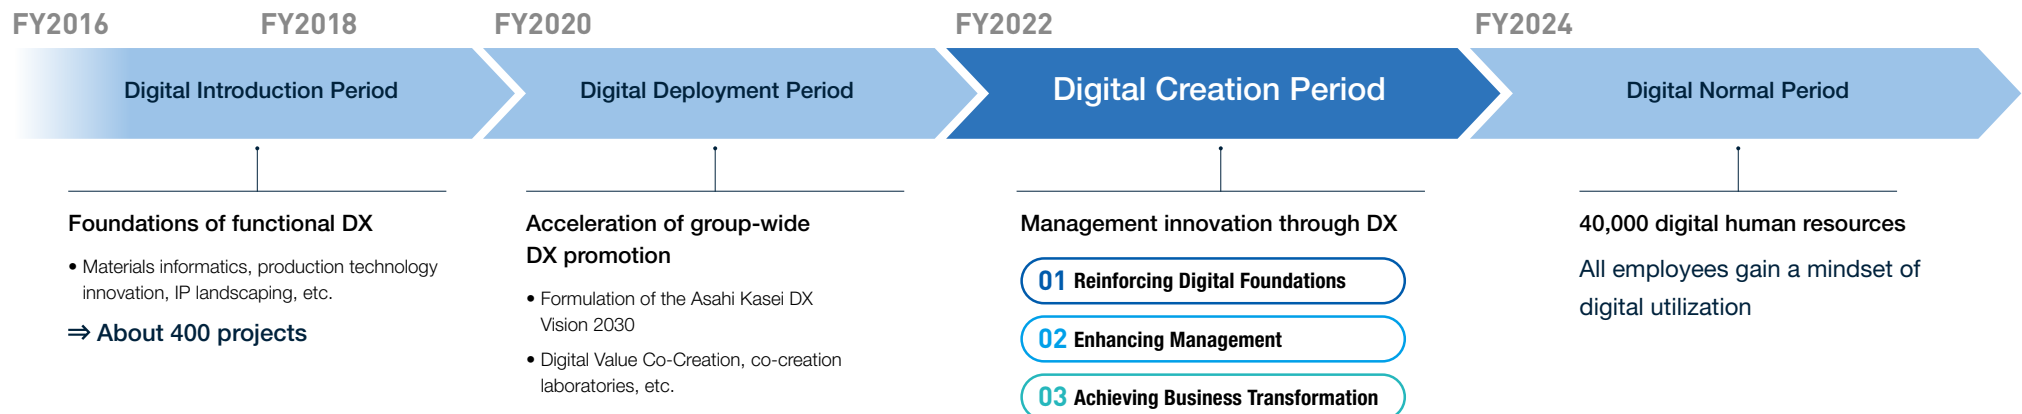 FY2016
FY2018
FY2020
FY2022
FY2024
Digital Introduction Period
Digital Deployment Period
Digital Creation Period
Digital Normal Period
Foundations of functional DX
• Materials informatics, production technology
innovation, IP landscaping, etc.
⇒ About 400 projects
Acceleration of group-wide
DX promotion
• Formulation of the Asahi Kasei DX
Vision 2030
• Digital Value Co-Creation, co-creation
laboratories, etc.
Management innovation through DX
01 Reinforcing Digital Foundations
02 Enhancing Management
03 Achieving Business Transformation
40,000 digital human resources
All employees gain a mindset of
digital utilization